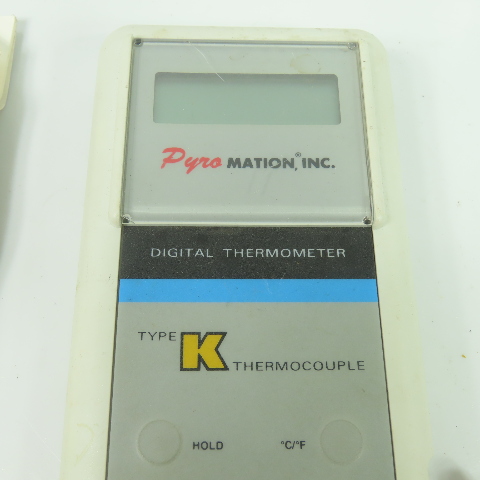 Pyro MATION,® INC.
DIGITAL THERMOMETER
TYPE K THERMOCOUPLE
HOLD °C/°F